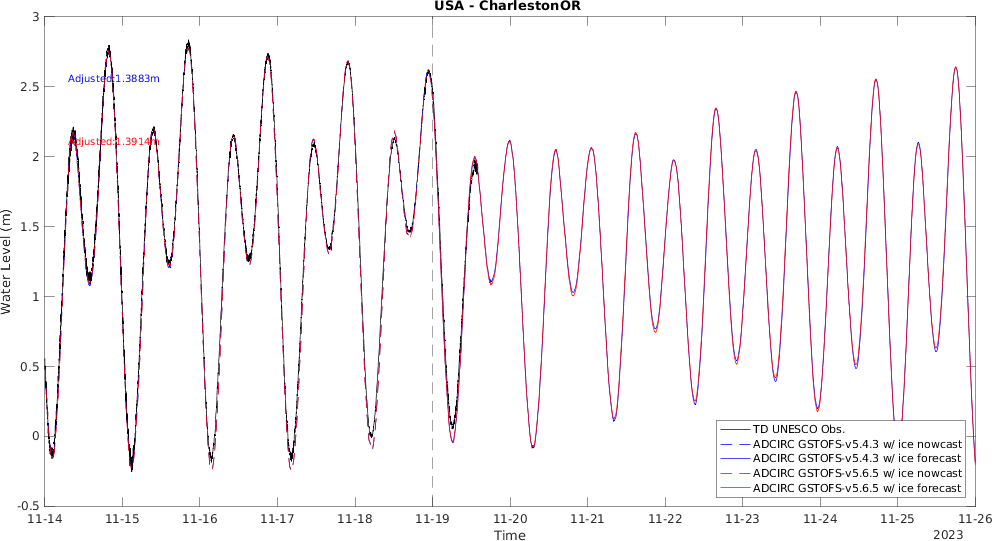 USA - CharlestonOR
3
2.5
2
1.5
1
0.5
0
-0.5
Water Level (m)
Adjusted:1.3883m
Adjusted:1.3914m
TD UNESCO Obs.
ADCIRC GSTOFS-v5.4.3 w/ ice nowcast
ADCIRC GSTOFS-v5.4.3 w/ ice forecast
ADCIRC GSTOFS-v5.6.5 w/ ice nowcast
ADCIRC GSTOFS-v5.6.5 w/ ice forecast
11-14 11-15 11-16 11-17 11-18 11-19 11-20 11-21 11-22 11-23 11-24 11-25 11-26
Time
2023